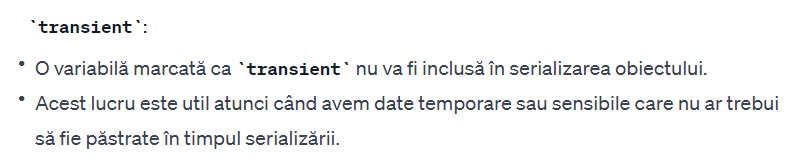 `transient`:
• O variabilă marcată ca `transient` nu va fi inclusă în serializarea obiectului.
• Acest lucru este util atunci când avem date temporare sau sensibile care nu ar trebui
să fie păstrate în timpul serializării.